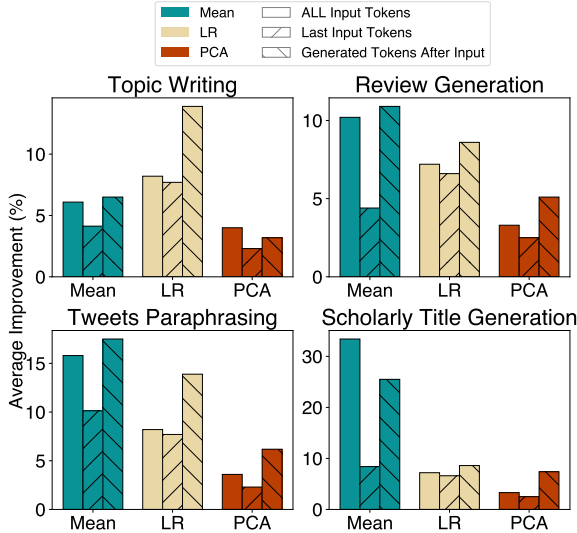 Mean
LR
PCA
ALL Input Tokens
Last Input Tokens
Generated Tokens After Input
Topic Writing
Review Generation
10
5
0
Mean LR PCA
10
5
0
Mean LR PCA
Average Improvement (%)
Tweets Paraphrasing
Scholarly Title Generation
15
10
5
0
Mean LR PCA
30
20
10
0
Mean LR PCA